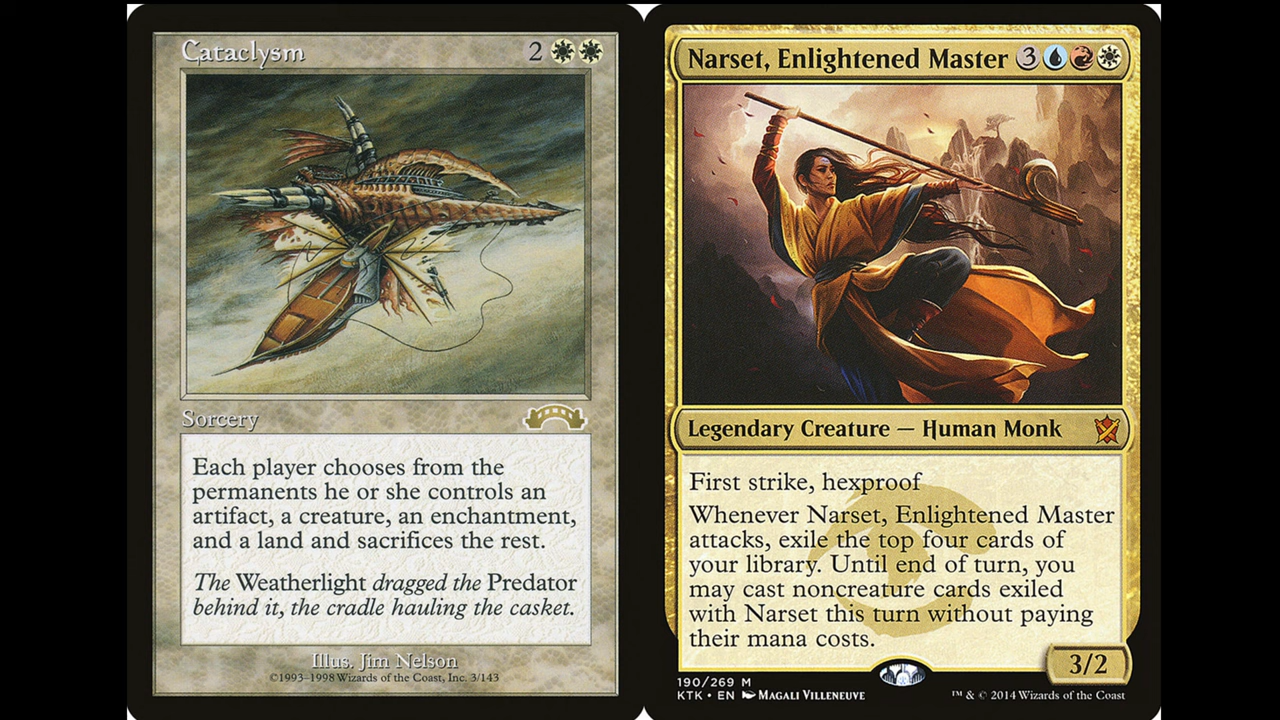 Cataclysm 2
Sorcery
Each player chooses from the
permanents he or she controls an
artifact, a creature, an enchantment,
and a land and sacrifices the rest.
The Weatherlight dragged the Predator
behind it, the cradle hauling the casket.
Illus. Jim Nelson
©1993–1998 Wizards of the Coast, Inc. 3/143
Narset, Enlightened Master 3
Legendary Creature — Human Monk
First strike, hexproof
Whenever Narset, Enlightened Master
attacks, exile the top four cards of
your library. Until end of turn, you
may cast noncreature cards exiled
with Narset this turn without paying
their mana costs.
3/2
190/269 M
KTK • EN MAGALI VILLENEUVE
™ & © 2014 Wizards of the Coast